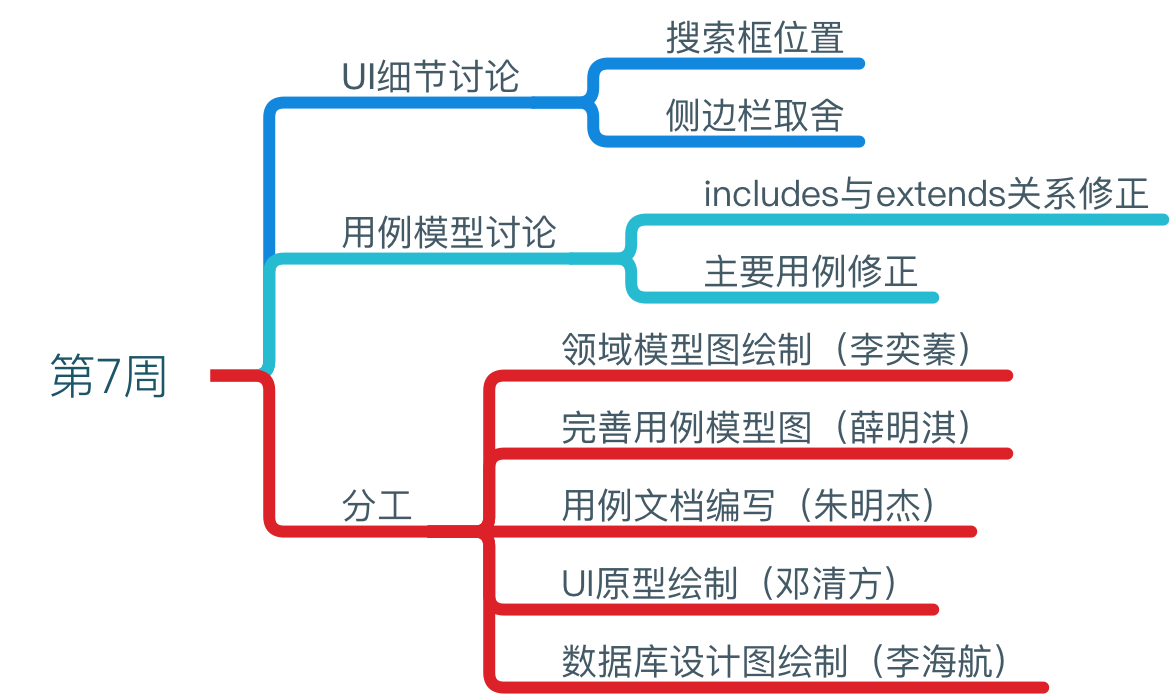 第7周
UI细节讨论
搜索框位置
侧边栏取舍
用例模型讨论
includes与extends关系修正
主要用例修正
分工
领域模型图绘制（李奕蓁）
完善用例模型图（薛明淇）
用例文档编写（朱明杰）
UI原型绘制（邓清方）
数据库设计图绘制（李海航）